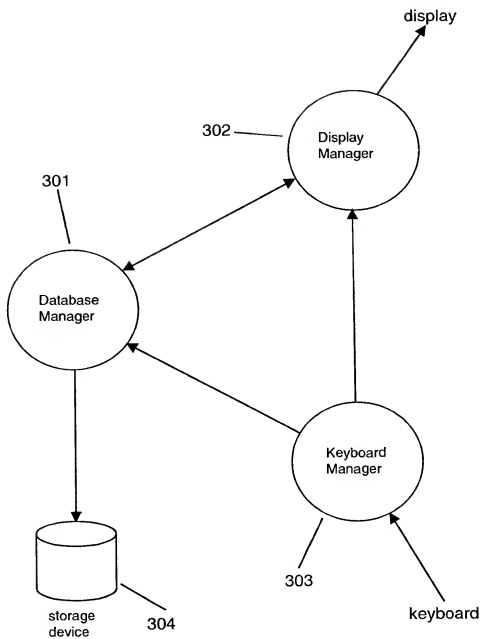 display
302
Display
Manager
301
Database
Manager
Keyboard
Manager
303
storage
device
304
keyboard